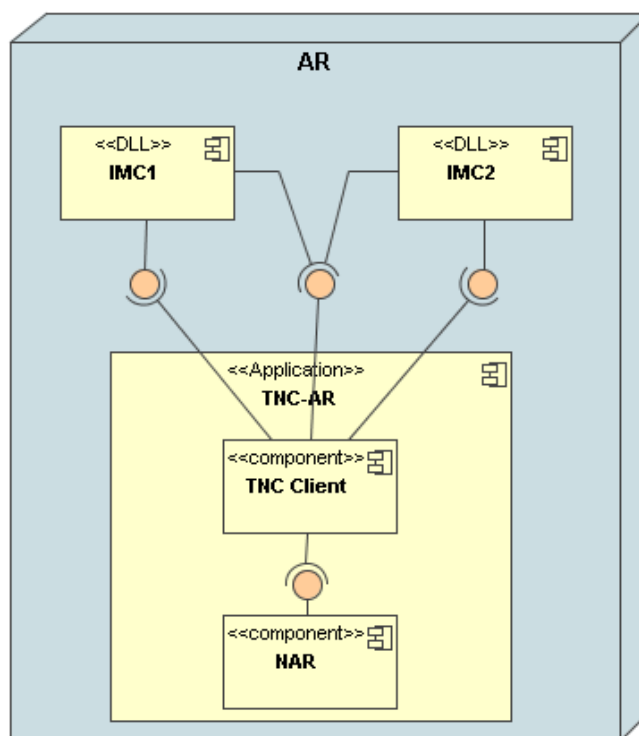 AR
<<DLL>>
IMC1
<<DLL>>
IMC2
<<Application>>
TNC-AR
<<component>>
TNC Client
<<component>>
NAR